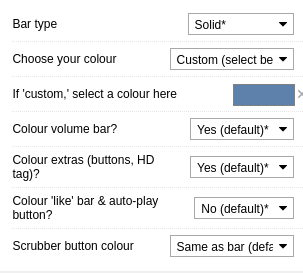 Bar type
Solid*
Choose your colour
Custom (select be
If 'custom,' select a colour here
Colour volume bar?
Yes (default)*
Colour extras (buttons, HD
tag)?
Yes (default)*
Colour 'like' bar & auto-play
button?
No (default)*
Scrubber button colour
Same as bar (defa